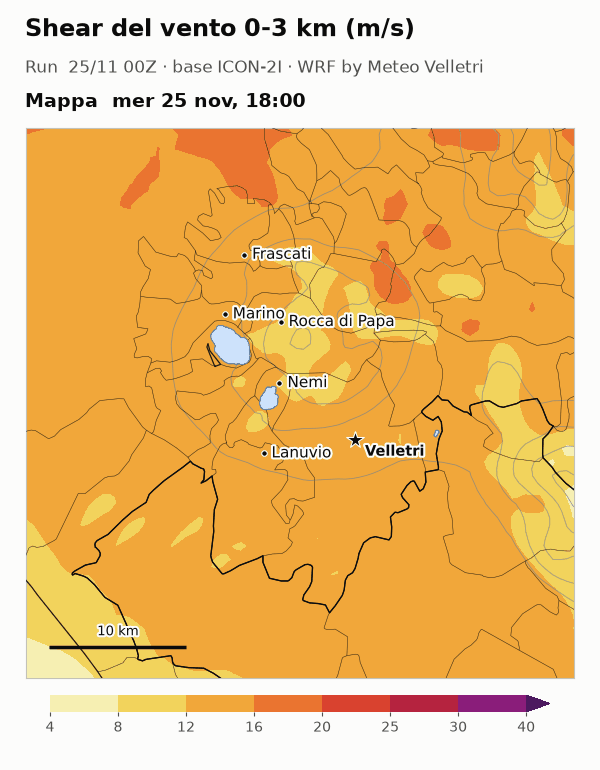 Shear del vento 0-3 km (m/s)
Run  25/11 00Z · base ICON-2I · WRF by Meteo Velletri
Mappa  mer 25 nov, 18:00
Frascati
Marino
Rocca di Papa
Nemi
Lanuvio
Velletri
10 km
4 8 12 16 20 25 30 40